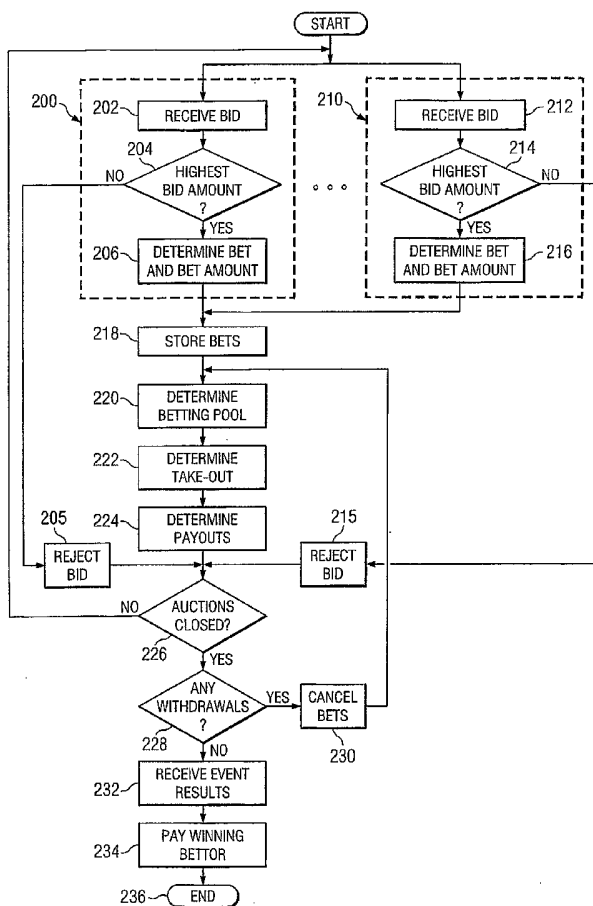 START
200
202
RECEIVE BID
210
RECEIVE BID
212
204
NO
HIGHEST
BID AMOUNT
?
214
HIGHEST
BID AMOUNT
?
NO
YES
YES
206
DETERMINE BET
AND BET AMOUNT
DETERMINE BET
AND BET AMOUNT
216
218
STORE BETS
220
DETERMINE
BETTING POOL
222
DETERMINE
TAKE-OUT
224
DETERMINE
PAYOUTS
205
REJECT
BID
215
REJECT
BID
NO
AUCTIONS
CLOSED?
226
YES
ANY
WITHDRAWALS
?
228
YES
CANCEL
BETS
230
NO
232
RECEIVE EVENT
RESULTS
234
PAY WINNING
BETTOR
236
END